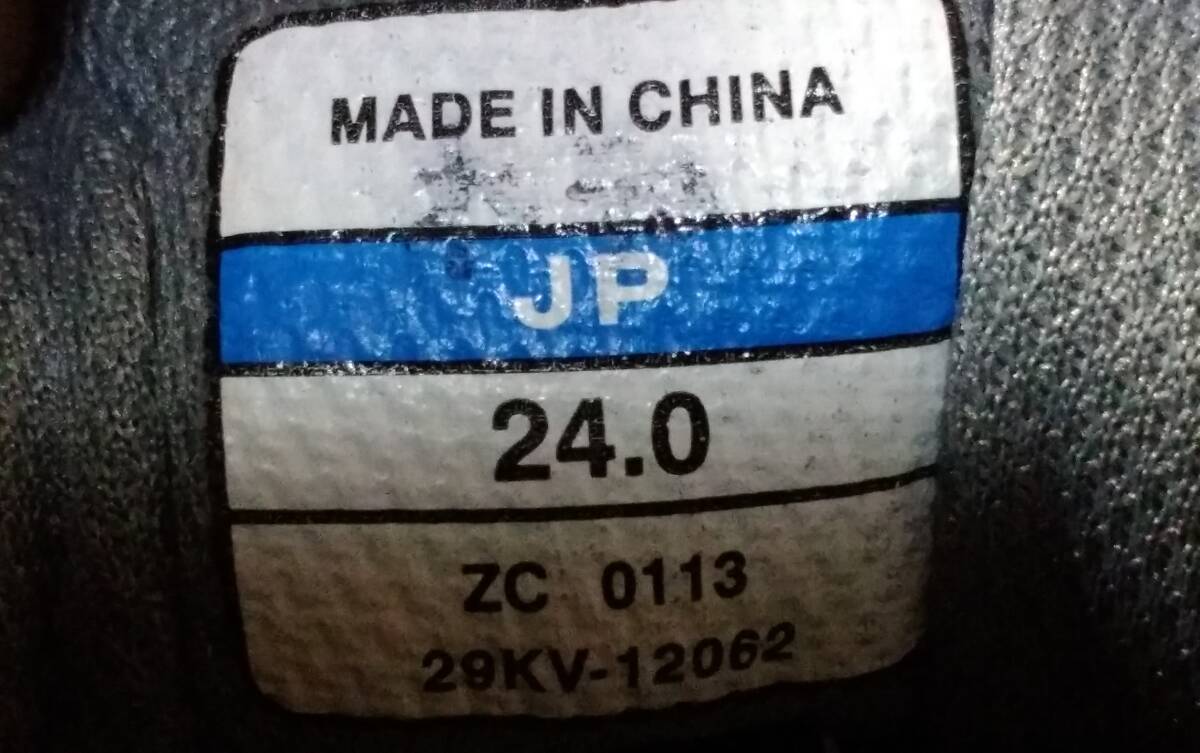 MADE IN CHINA
JP
24.0
ZC 0113
29KV-12062